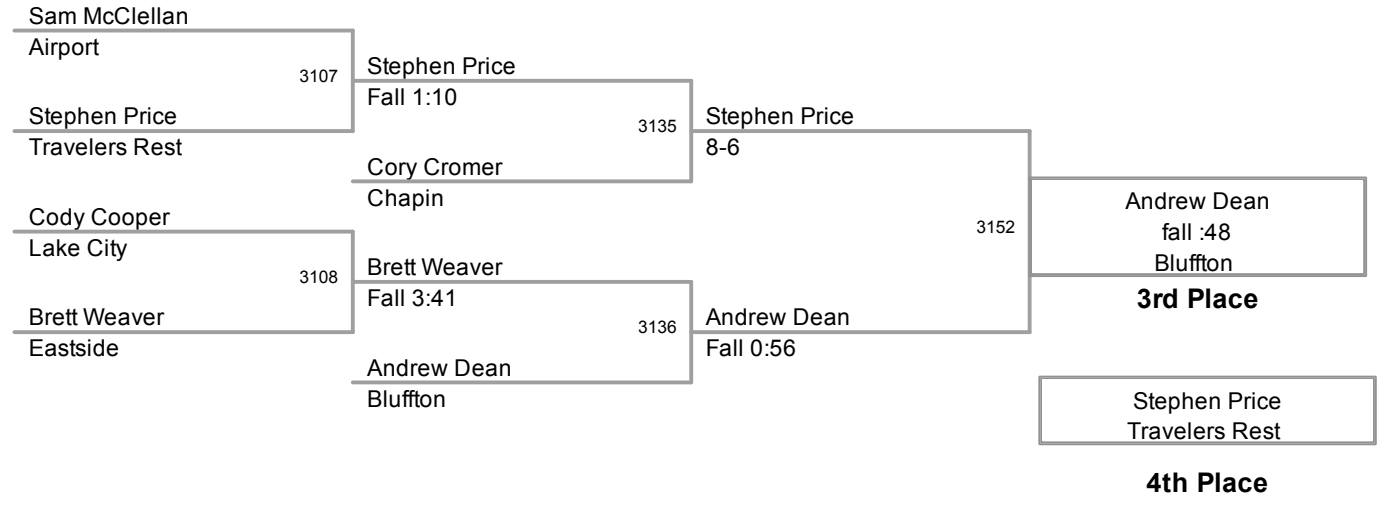 Sam McClellan
Airport
3107
Stephen Price
Fall 1:10
Stephen Price
Travelers Rest
3135
Stephen Price
8-6
Cory Cromer
Chapin
Cody Cooper
Lake City
3108
Brett Weaver
Fall 3:41
Brett Weaver
Eastside
3136
Andrew Dean
Fall 0:56
Andrew Dean
Bluffton
3152
Andrew Dean
fall :48
Bluffton
3rd Place
Stephen Price
Travelers Rest
4th Place